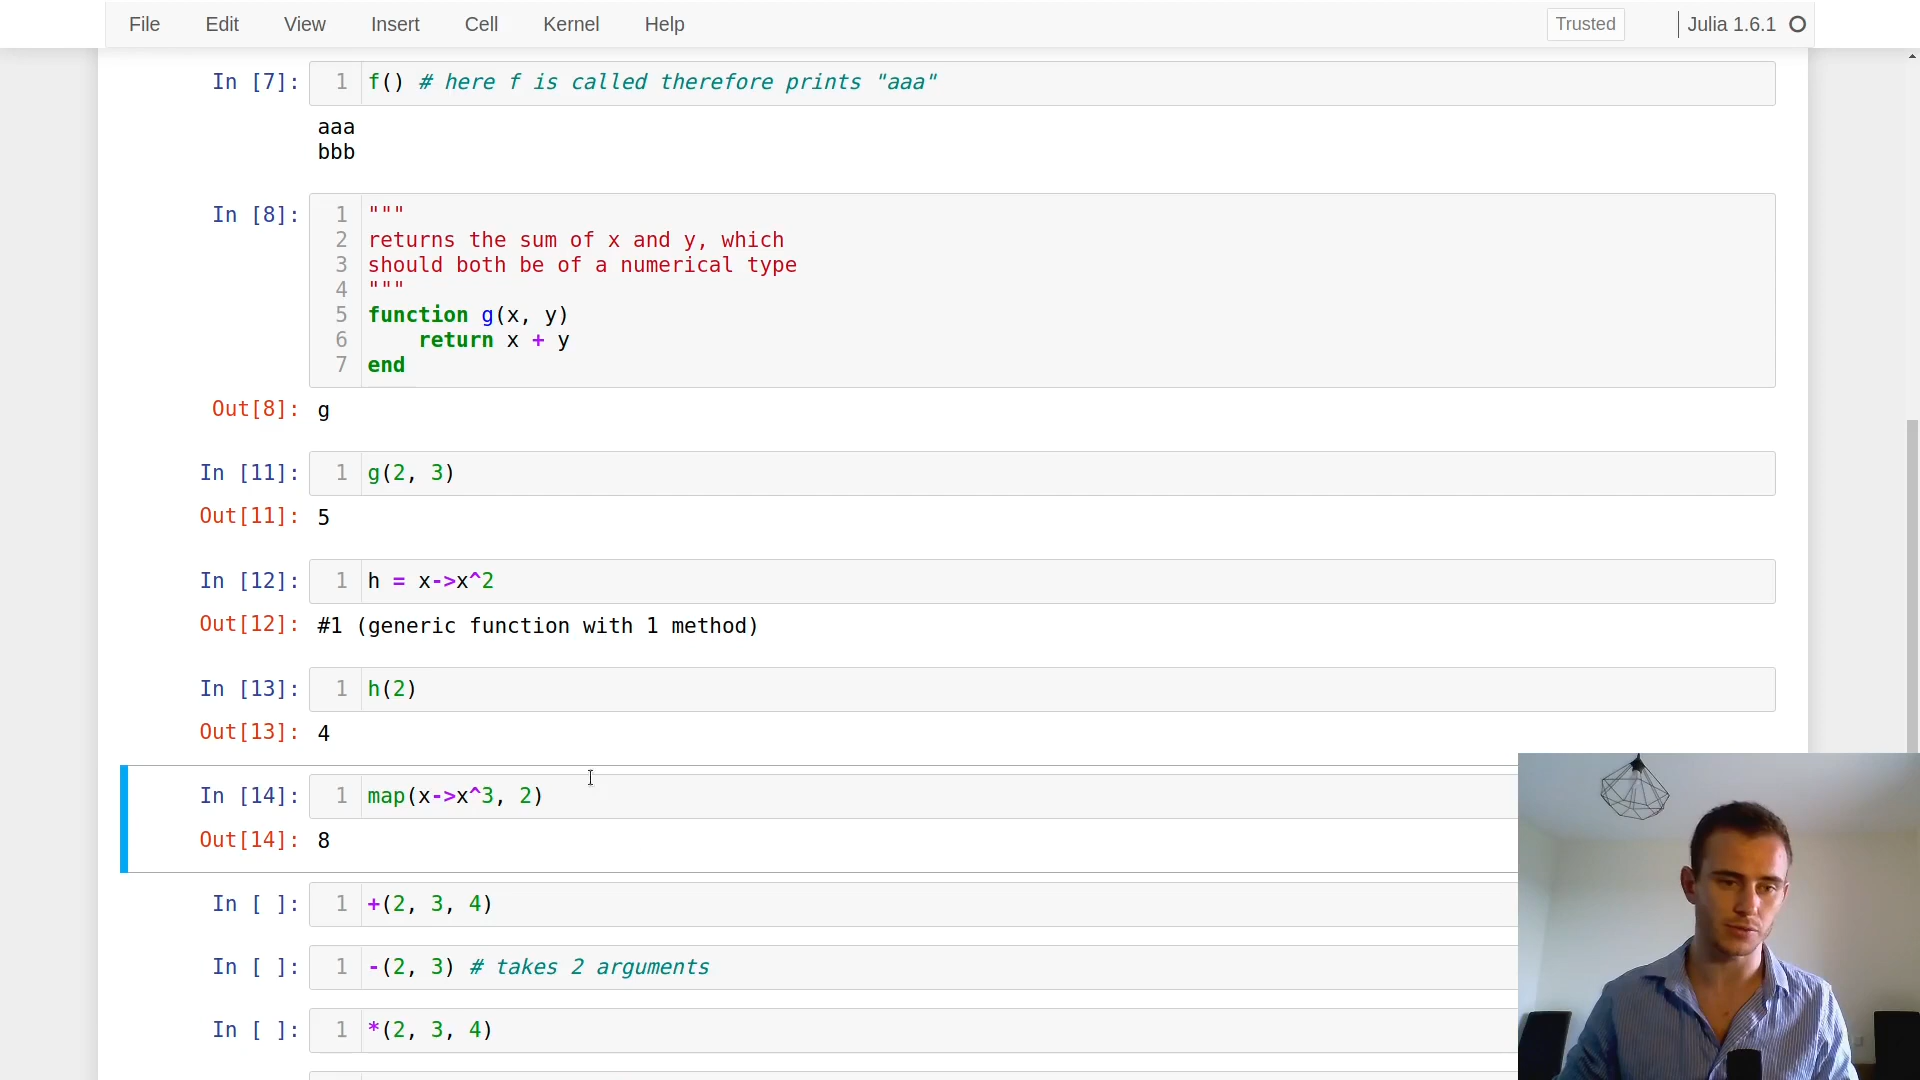 File Edit View Insert Cell Kernel Help Trusted Julia 1.6.1
In [7]: 1 f() # here f is called therefore prints "aaa"
aaa
bbb
In [8]: 1 """
2 returns the sum of x and y, which
3 should both be of a numerical type
4 """
5 function g(x, y)
6 return x + y
7 end
Out[8]: g
In [11]: 1 g(2, 3)
Out[11]: 5
In [12]: 1 h = x->x^2
Out[12]: #1 (generic function with 1 method)
In [13]: 1 h(2)
Out[13]: 4
In [14]: 1 map(x->x^3, 2)
Out[14]: 8
In [ ]: 1 +(2, 3, 4)
In [ ]: 1 -(2, 3) # takes 2 arguments
In [ ]: 1 *(2, 3, 4)